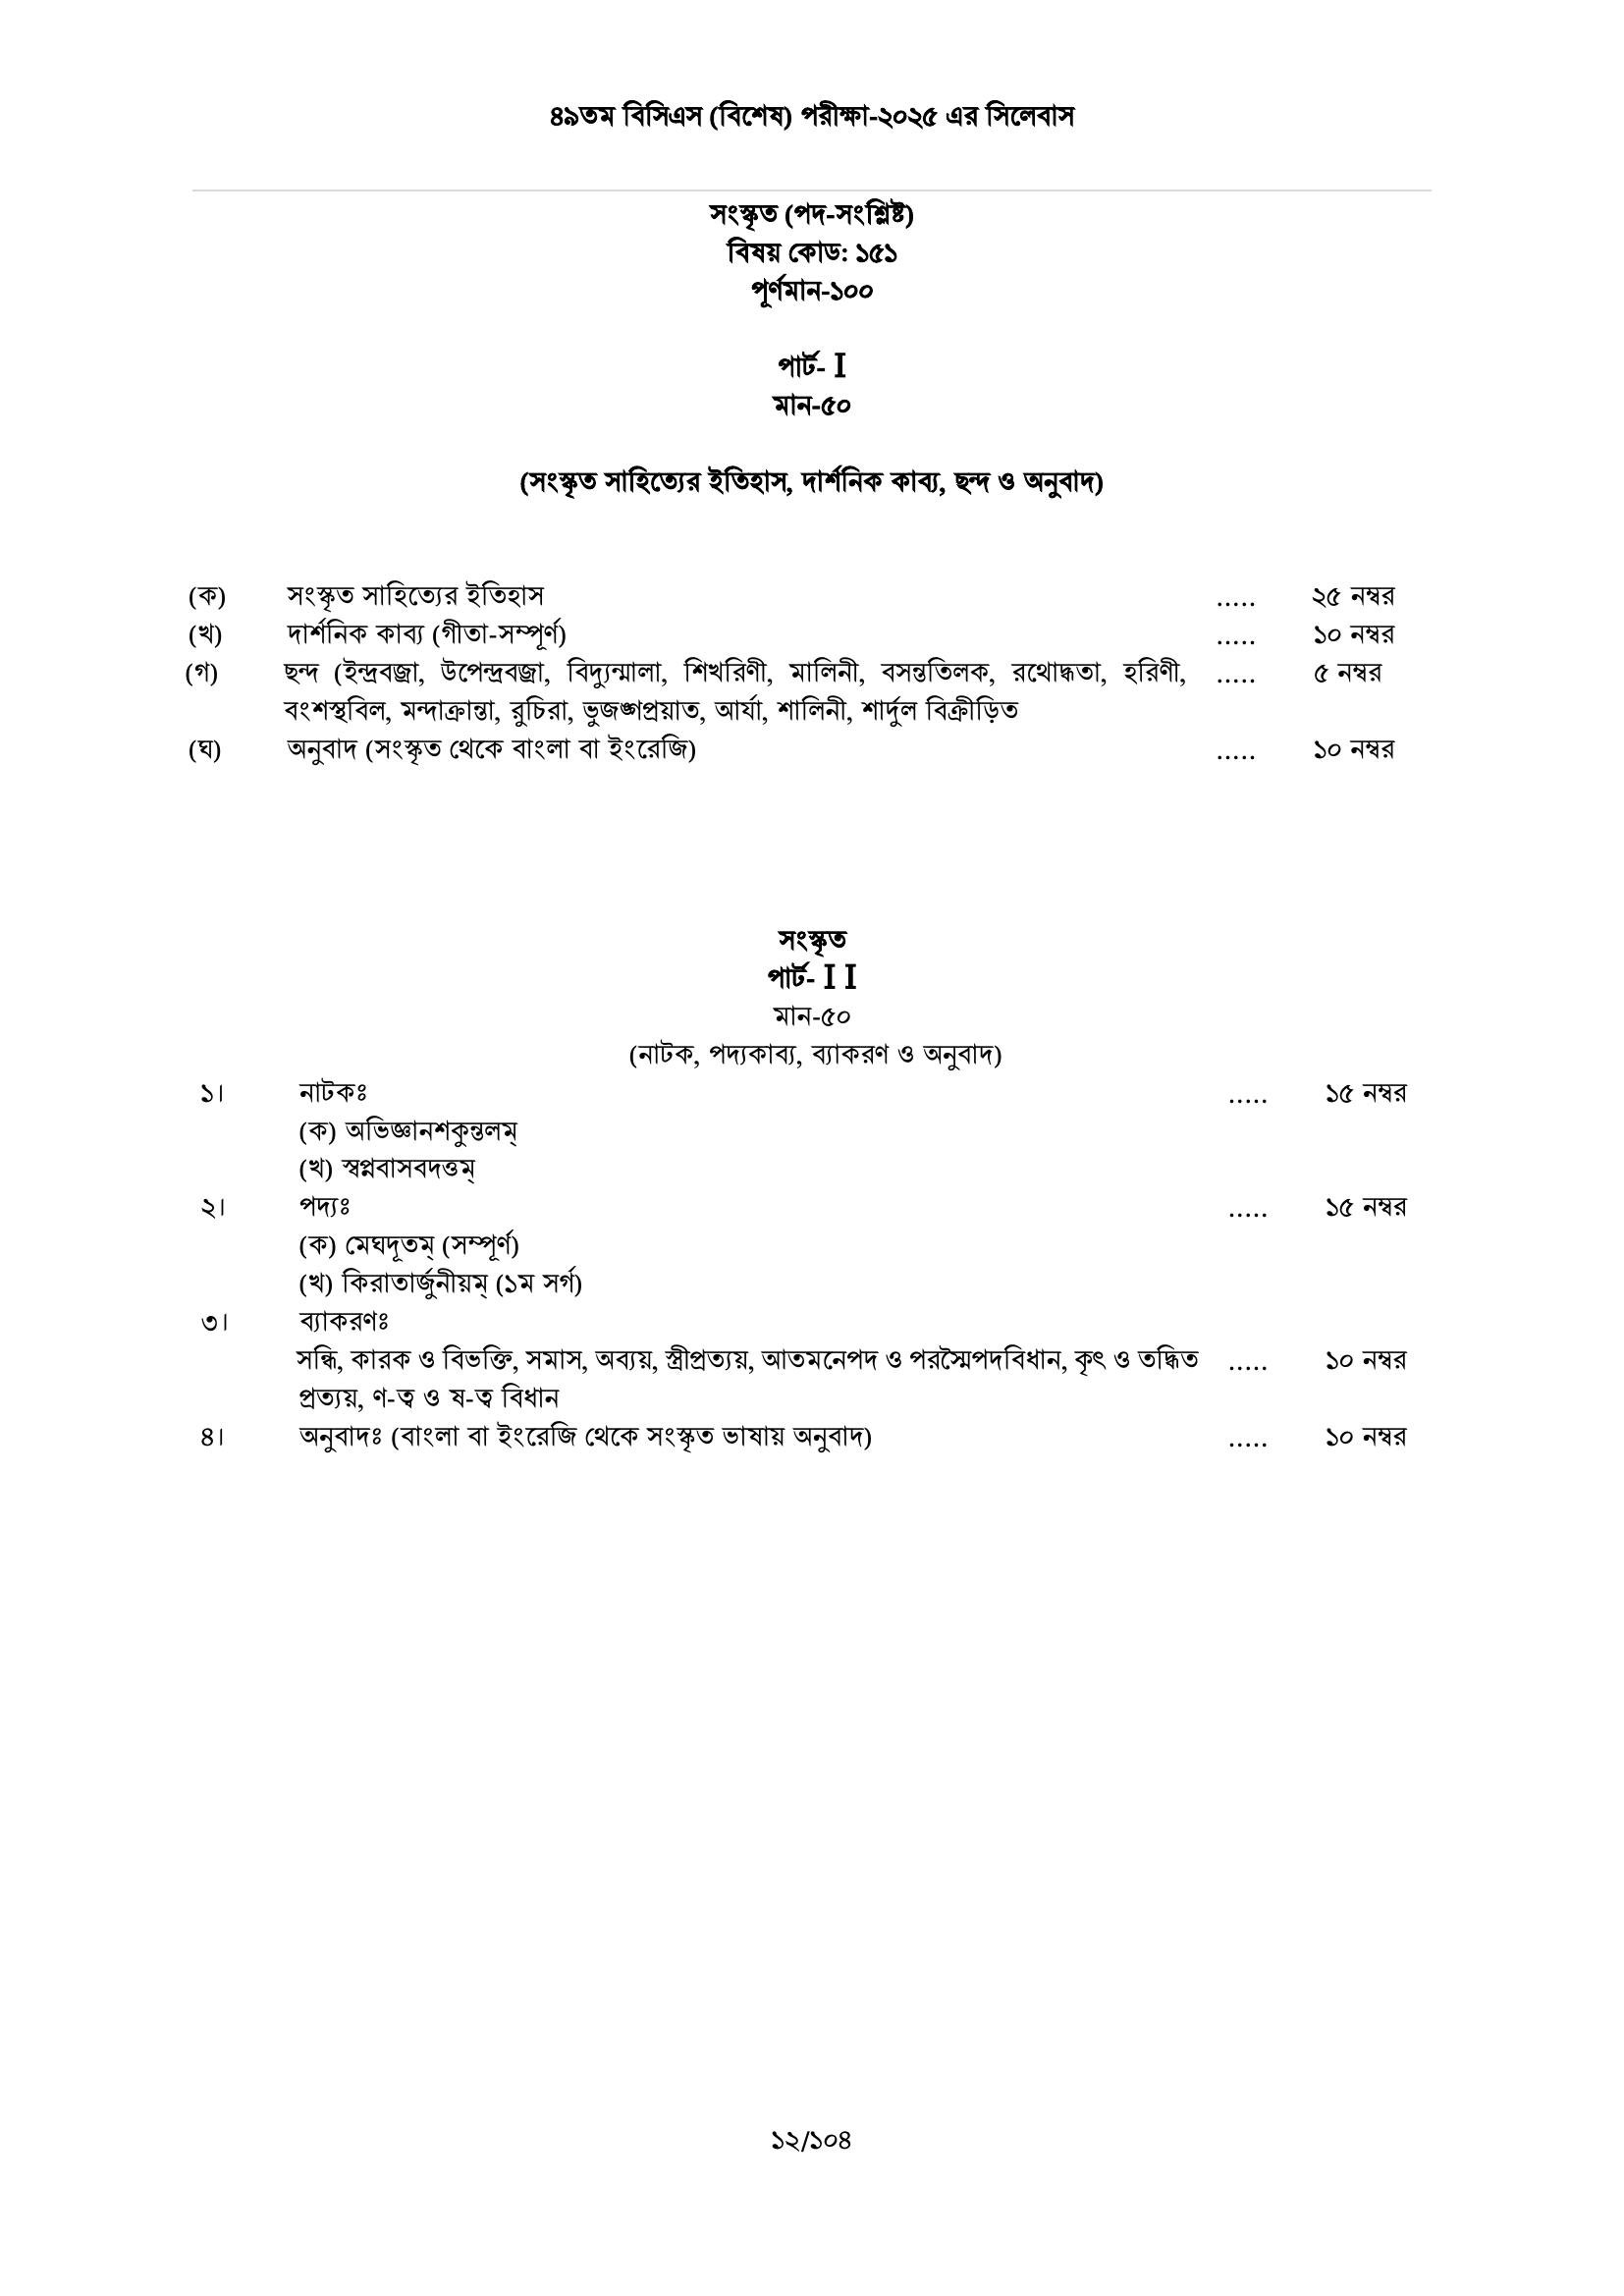 ৪৯তম বিসিএস (বিশেষ) পরীক্ষা-২০২৫ এর সিলেবাস
সংস্কৃত (পদ-সংশ্লিষ্ট)
বিষয় কোড: ১৫১
পূর্ণমান-১০০
পার্ট- I
মান-৫০
(সংস্কৃত সাহিত্যের ইতিহাস, দার্শনিক কাব্য, ছন্দ ও অনুবাদ)
(ক) সংস্কৃত সাহিত্যের ইতিহাস ..... ২৫ নম্বর
(খ) দার্শনিক কাব্য (গীতা-সম্পূর্ণ) ..... ১০ নম্বর
(গ) ছন্দ (ইন্দ্রবজ্রা, উপেন্দ্রবজ্রা, বিদ্যুন্মালা, শিখরিণী, মালিনী, বসন্ততিলক, রথোদ্ধতা, হরিণী, ..... ৫ নম্বর
বংশস্থবিল, মন্দাক্রান্তা, রুচিরা, ভুজঙ্গপ্রয়াত, আর্যা, শালিনী, শার্দুল বিক্রীড়িত
(ঘ) অনুবাদ (সংস্কৃত থেকে বাংলা বা ইংরেজি) ..... ১০ নম্বর
সংস্কৃত
পার্ট- I I
মান-৫০
(নাটক, পদ্যকাব্য, ব্যাকরণ ও অনুবাদ)
১। নাটকঃ ..... ১৫ নম্বর
(ক) অভিজ্ঞানশকুন্তলম্
(খ) স্বপ্নবাসবদত্তম্
২। পদ্যঃ ..... ১৫ নম্বর
(ক) মেঘদূতম্ (সম্পূর্ণ)
(খ) কিরাতার্জুনীয়ম্ (১ম সর্গ)
৩। ব্যাকরণঃ
সন্ধি, কারক ও বিভক্তি, সমাস, অব্যয়, স্ত্রীপ্রত্যয়, আতমনেপদ ও পরস্মৈপদবিধান, কৃৎ ও তদ্ধিত ..... ১০ নম্বর
প্রত্যয়, ণ-ত্ব ও ষ-ত্ব বিধান
৪। অনুবাদঃ (বাংলা বা ইংরেজি থেকে সংস্কৃত ভাষায় অনুবাদ) ..... ১০ নম্বর
১২/১০৪